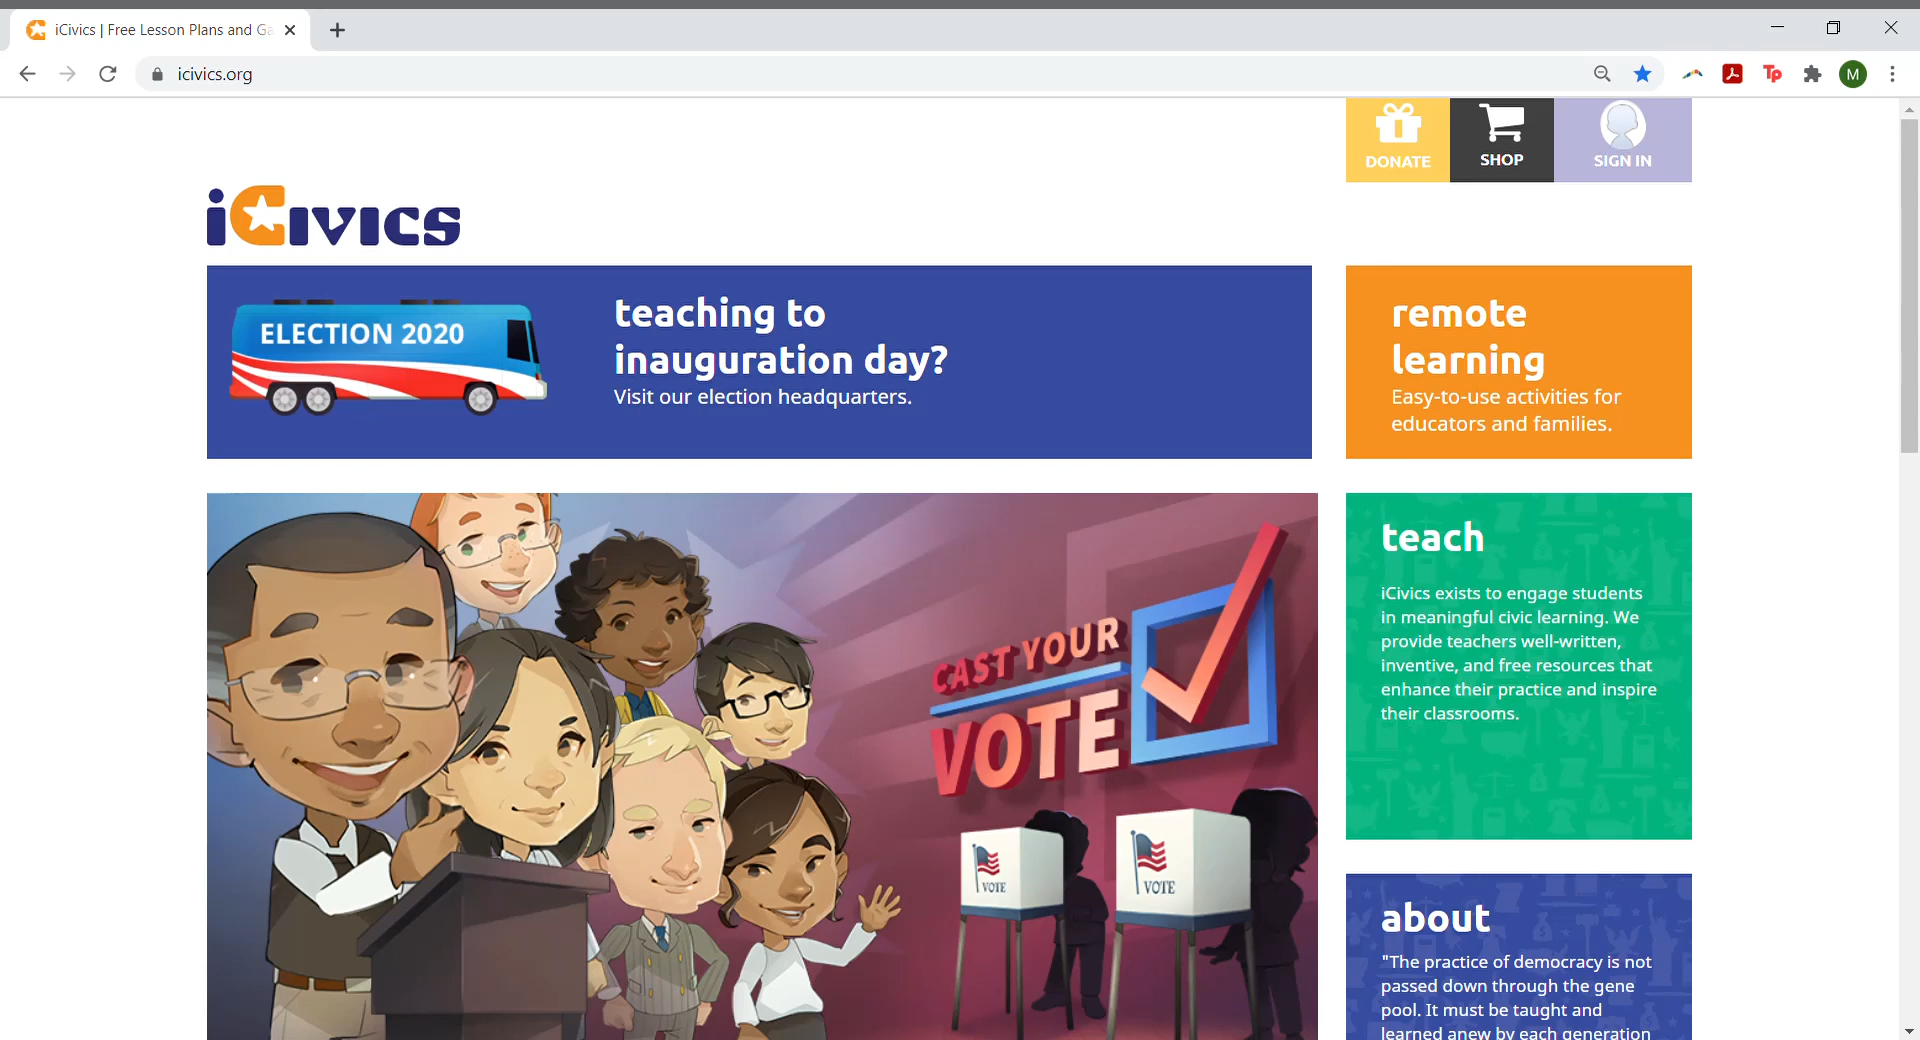 iCivics | Free Lesson Plans and Ga
icivics.org
M
DONATE
SHOP
SIGN IN
iCivics
ELECTION 2020
teaching to
inauguration day?
Visit our election headquarters.
remote
learning
Easy-to-use activities for
educators and families.
CAST YOUR
VOTE
VOTE
VOTE
teach
iCivics exists to engage students
in meaningful civic learning. We
provide teachers well-written,
inventive, and free resources that
enhance their practice and inspire
their classrooms.
about
"The practice of democracy is not
passed down through the gene
pool. It must be taught and
learned anew by each generation